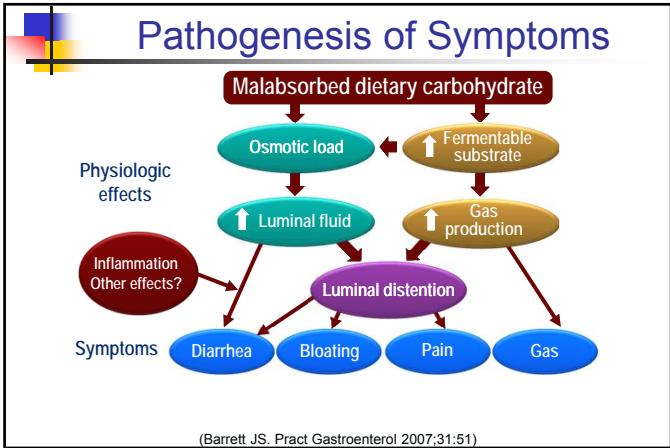 Pathogenesis of Symptoms
Malabsorbed dietary carbohydrate
Osmotic load
Fermentable
substrate
Physiologic
effects
Luminal fluid
Gas
production
Inflammation
Other effects?
Luminal distention
Symptoms
Diarrhea
Bloating
Pain
Gas
(Barrett JS. Pract Gastroenterol 2007;31:51)